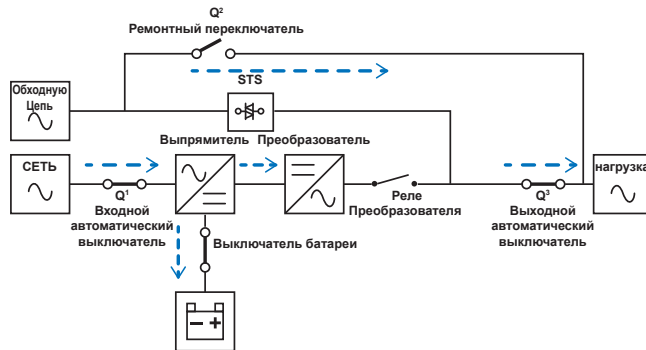 Q²
Ремонтный переключатель
STS
Обходную
Цепь
Выпрямитель Преобразователь
СЕТЬ
нагрузка
Q¹
Входной
автоматический
выключатель
Реле
Преобразователя
Q³
Выходной
автоматический
выключатель
Выключатель батареи